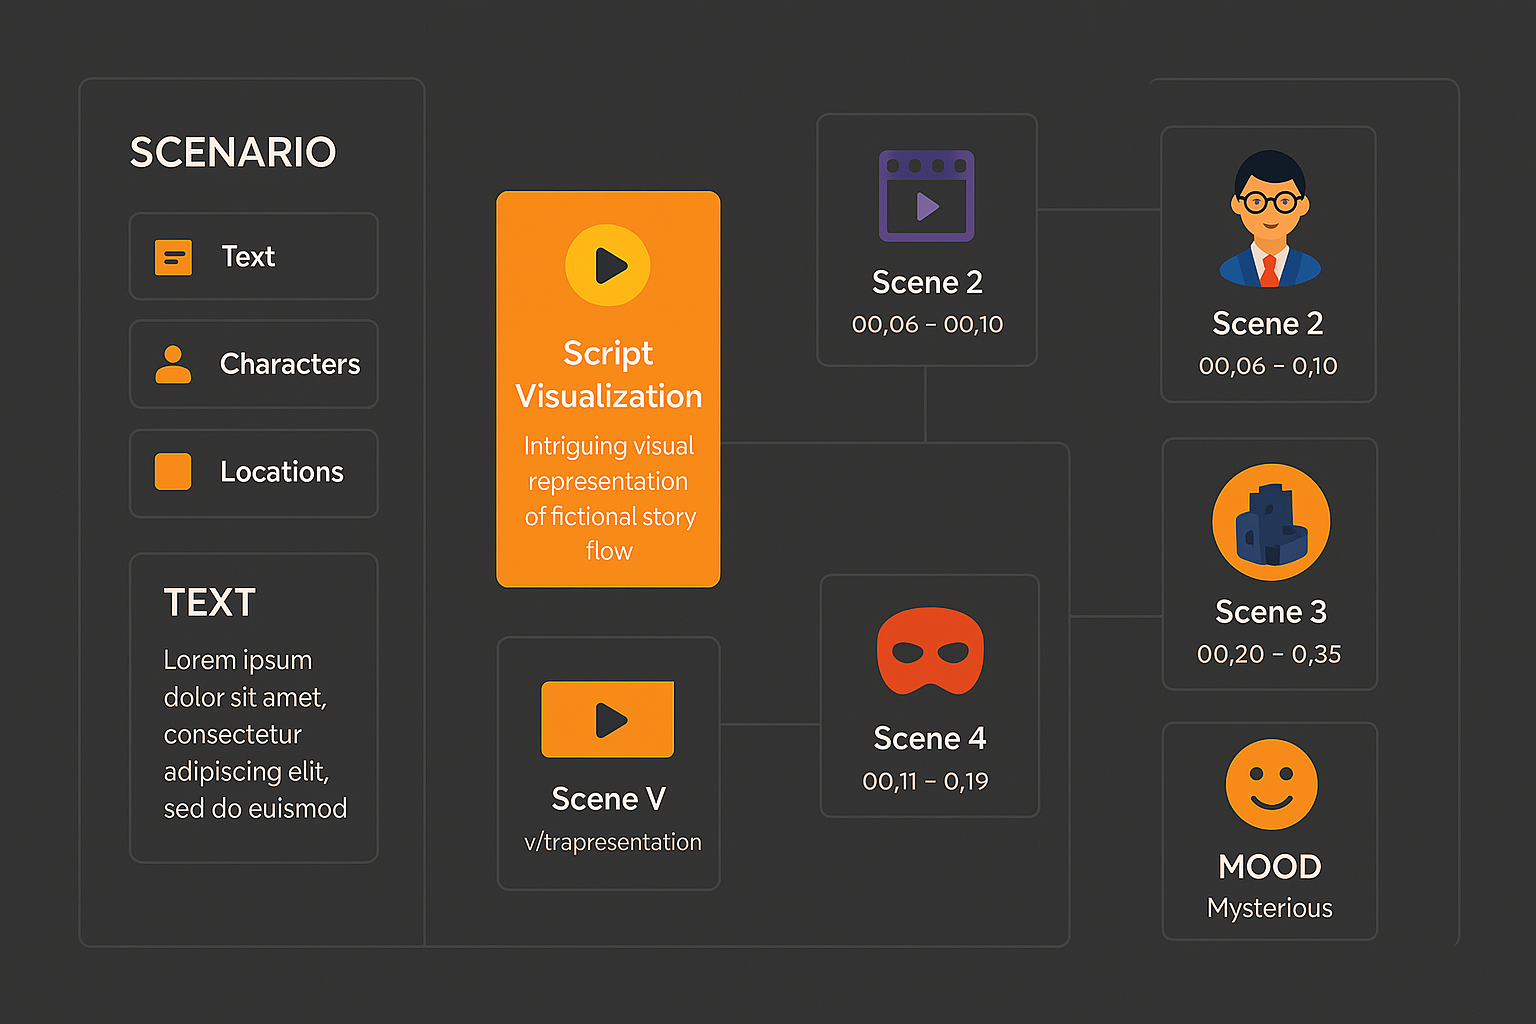 SCENARIO
Text
Characters
Locations
TEXT
Lorem ipsum
dolor sit amet,
consectetur
adipiscing elit,
sed do euismod
Script
Visualization
Intriguing visual
representation
of fictional story
flow
Scene V
v/trapresentation
Scene 2
00,06 – 00,10
Scene 4
00,11 – 0,19
Scene 2
00,06 – 0,10
Scene 3
00,20 – 0,35
MOOD
Mysterious